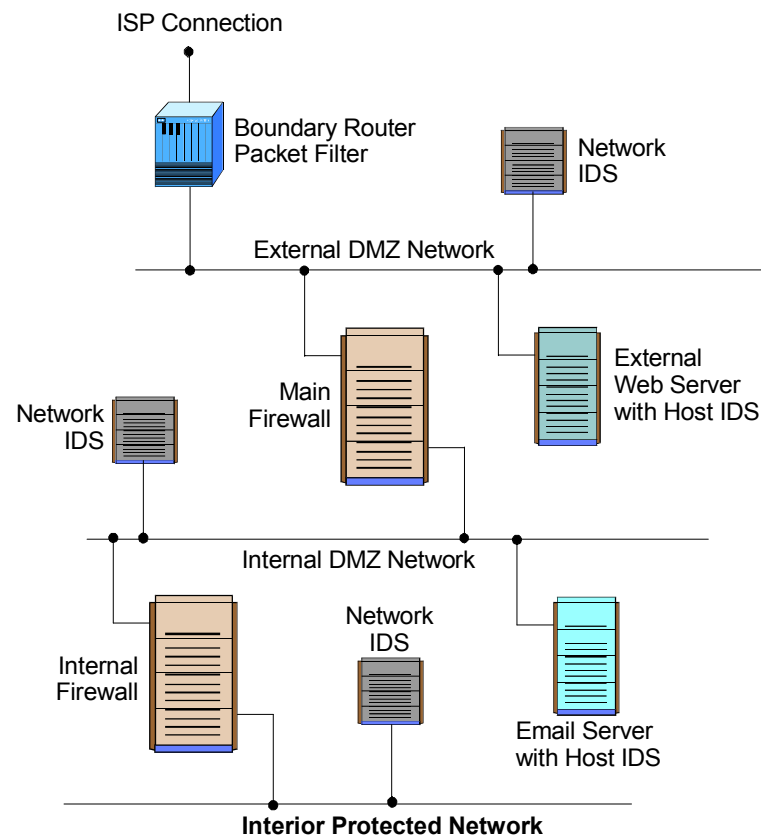 ISP Connection
Boundary Router
Packet Filter
Network
IDS
External DMZ Network
External
Web Server
with Host IDS
Main
Firewall
Network
IDS
Internal DMZ Network
Network
IDS
Internal
Firewall
Email Server
with Host IDS
Interior Protected Network